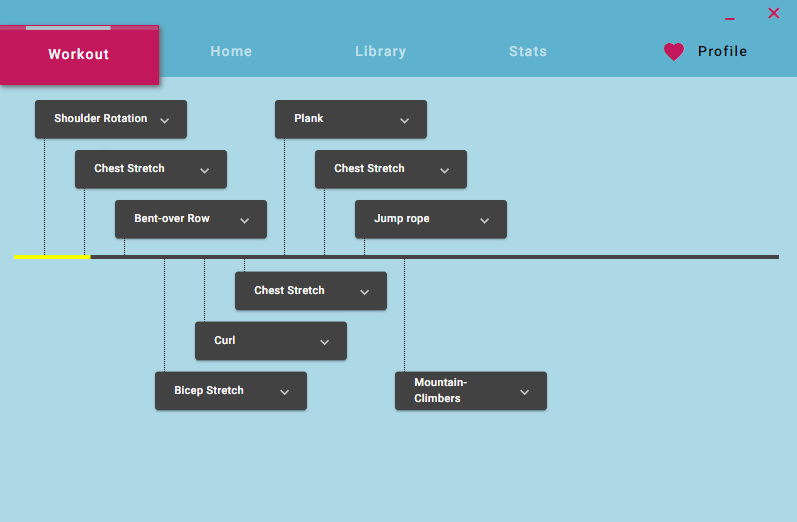 Workout
Home
Library
Stats
Profile
Shoulder Rotation
Plank
Chest Stretch
Chest Stretch
Bent-over Row
Jump rope
Chest Stretch
Curl
Bicep Stretch
Mountain-
Climbers